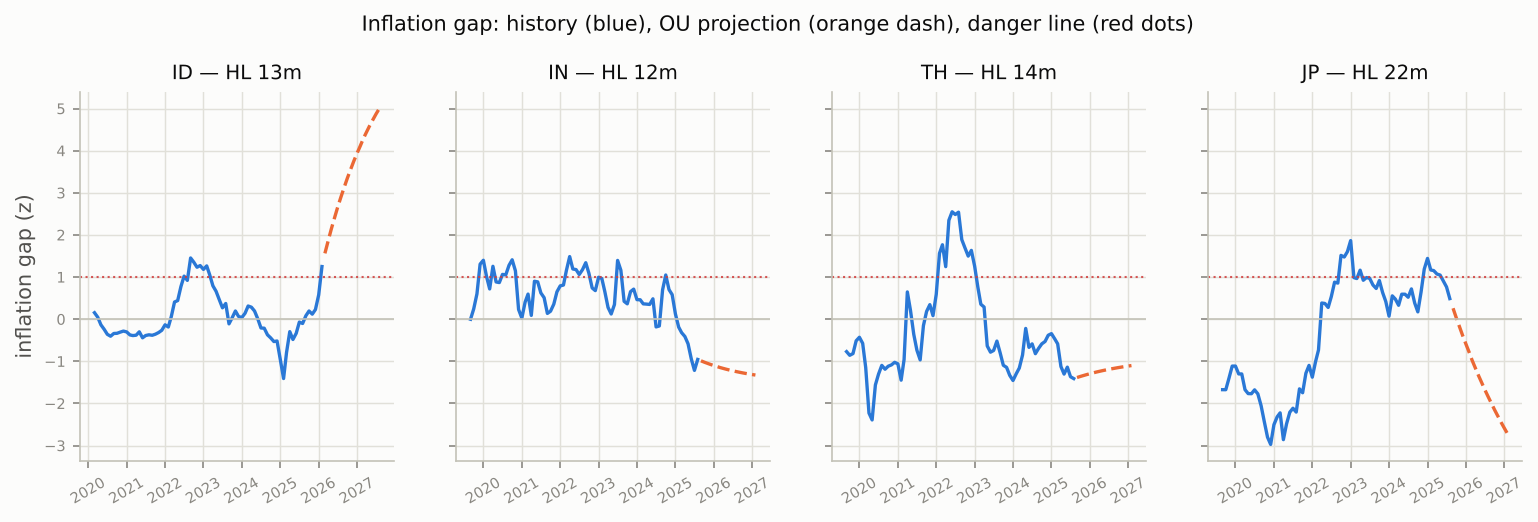 Inflation gap: history (blue), OU projection (orange dash), danger line (red dots)
ID — HL 13m
IN — HL 12m
TH — HL 14m
JP — HL 22m
inflation gap (z)
5
4
3
2
1
0
−1
−2
−3
2020 2021 2022 2023 2024 2025 2026 2027
2020 2021 2022 2023 2024 2025 2026 2027
2020 2021 2022 2023 2024 2025 2026 2027
2020 2021 2022 2023 2024 2025 2026 2027